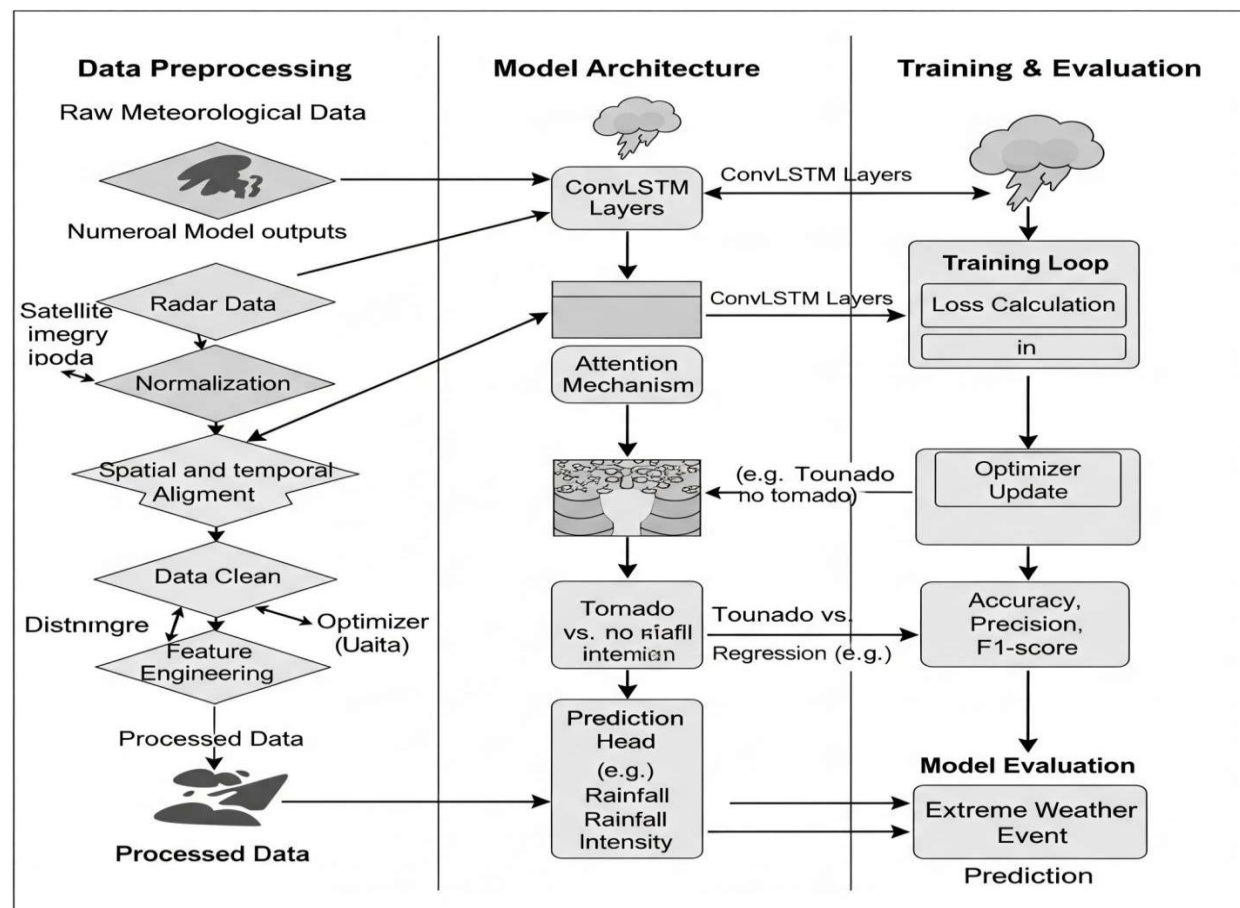 Data Preprocessing
Raw Meteorological Data
Numeroal Model outputs
Radar Data
Satellite
imegry
ipoda
Normalization
Spatial and temporal
Aligment
Data Clean
Distnımgre
Optimizer
(Uaita)
Feature
Engineering
Processed Data
Processed Data
Model Architecture
ConvLSTM
Layers
Attention
Mechanism
Tornado
vs. no
Prediction
Head
(e.g.)
Rainfall
Rainfall
Intensity
ConvLSTM Layers
ConvLSTM Layers
(e.g. Tounado
no tomado)
Tounado vs.
Regression (e.g.)
Training & Evaluation
Training Loop
Loss Calculation
in
Optimizer
Update
Accuracy,
Precision,
F1-score
Model Evaluation
Extreme Weather
Event
Prediction